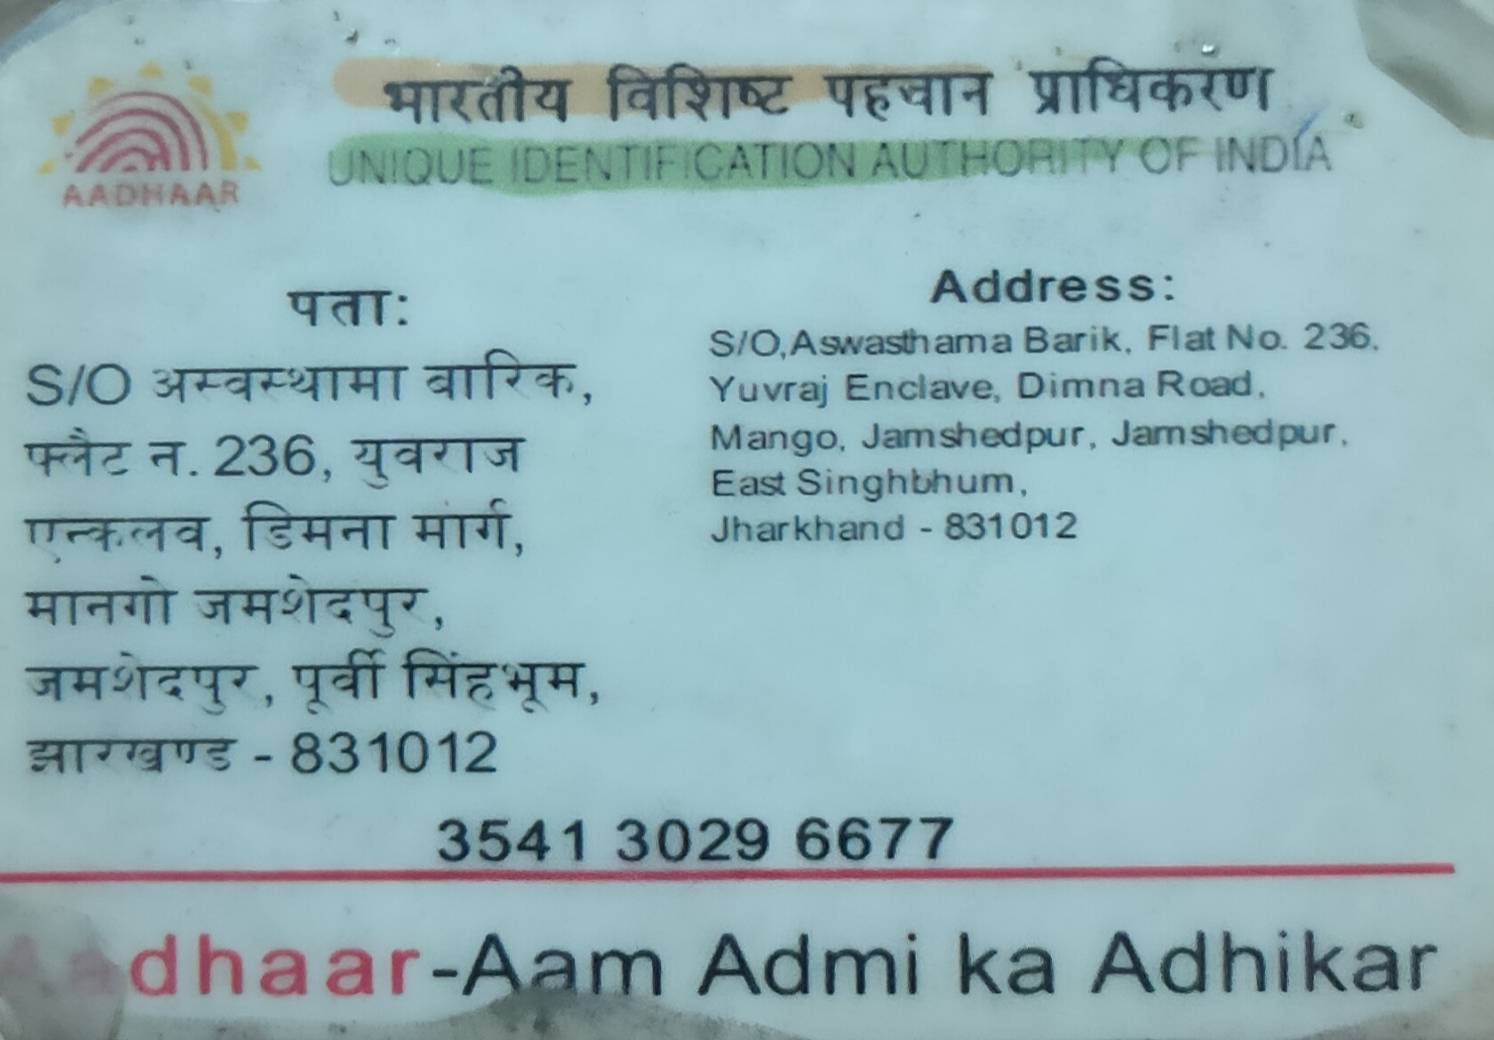 भारतीय विशिष्ट पहचान प्राधिकरण
UNIQUE IDENTIFICATION AUTHORITY OF INDIA
AADHAAR
पता:
S/O अस्वस्थामा बारिक,
फ्लैट न. 236, युवराज
एन्कलव, डिमना मार्ग,
मानगो जमशेदपुर,
जमशेदपुर, पूर्वी सिंहभूम,
झारखण्ड - 831012
Address:
S/O,Aswasthama Barik, Flat No. 236,
Yuvraj Enclave, Dimna Road,
Mango, Jamshedpur, Jamshedpur,
East Singhbhum,
Jharkhand - 831012
3541 3029 6677
Aadhaar-Aam Admi ka Adhikar